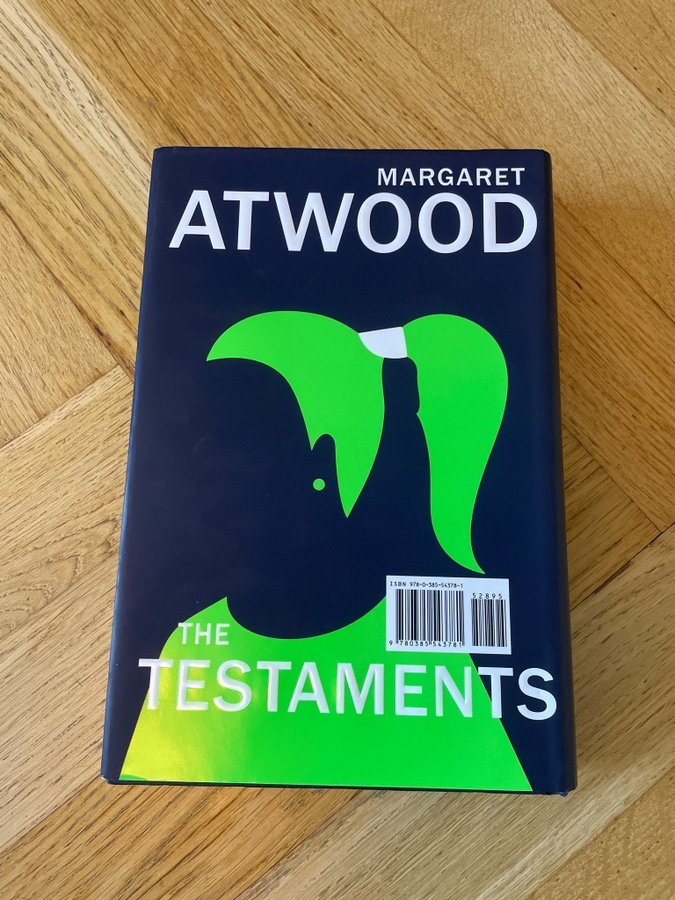 MARGARET
ATWOOD
ISBN 978-0-385-54378-1
52895
9 780385 543781
THE
TESTAMENTS